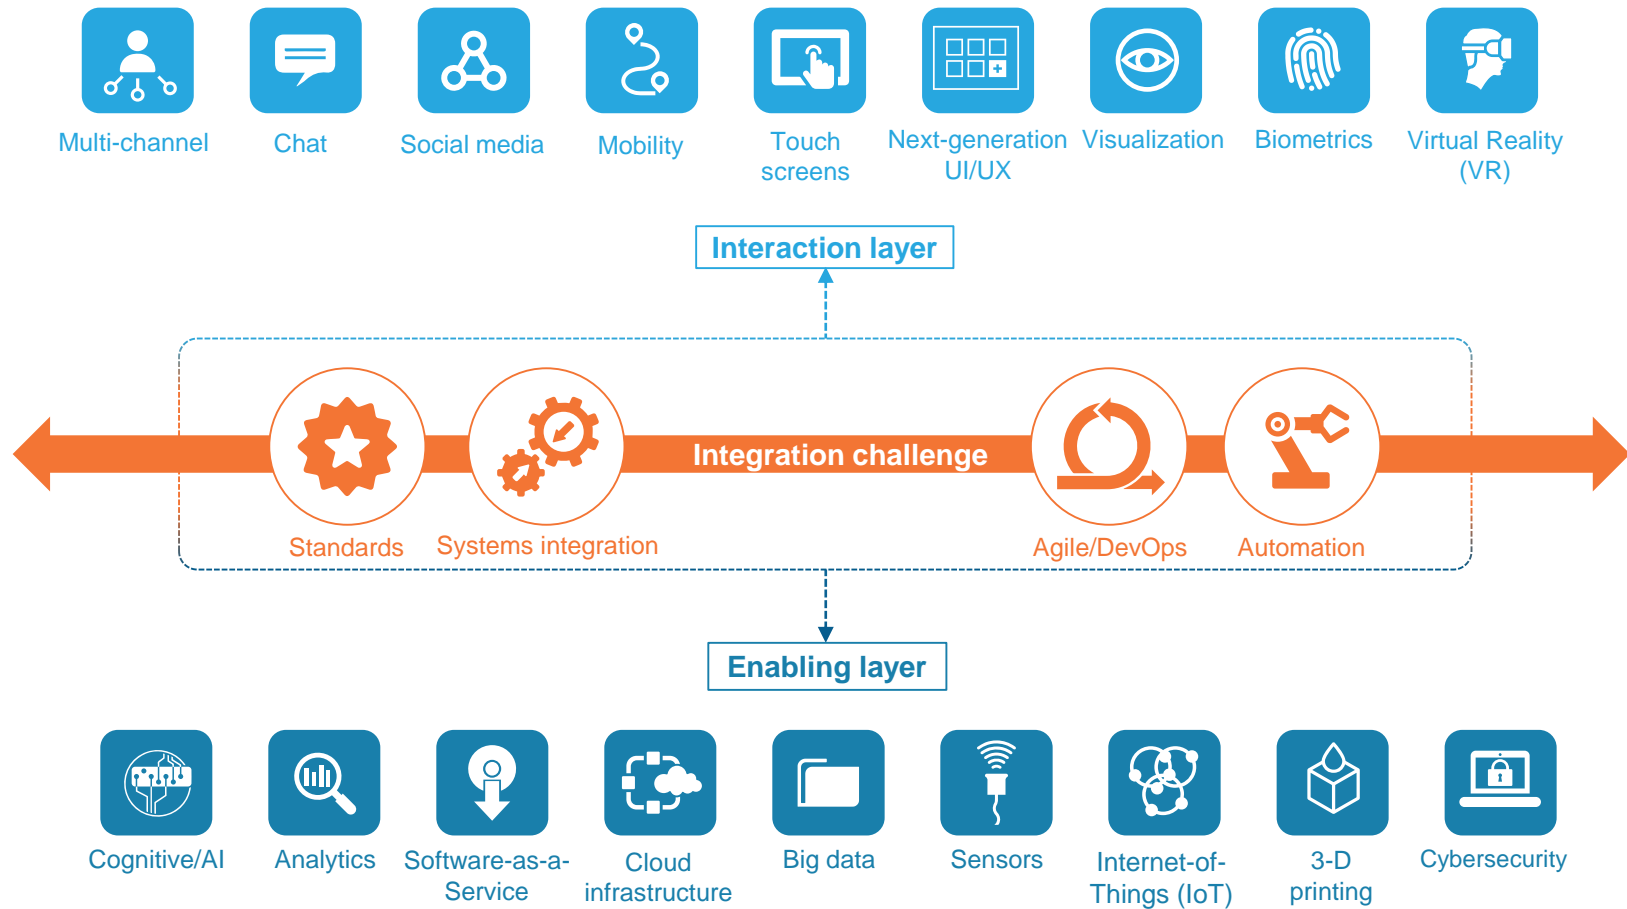 Multi-channel
Chat
Social media
Mobility
Touch
screens
Next-generation
UI/UX
Visualization
Biometrics
Virtual Reality
(VR)
Interaction layer
Integration challenge
Standards
Systems integration
Agile/DevOps
Automation
Enabling layer
Cognitive/AI
Analytics
Software-as-a-
Service
Cloud
infrastructure
Big data
Sensors
Internet-of-
Things (IoT)
3-D
printing
Cybersecurity